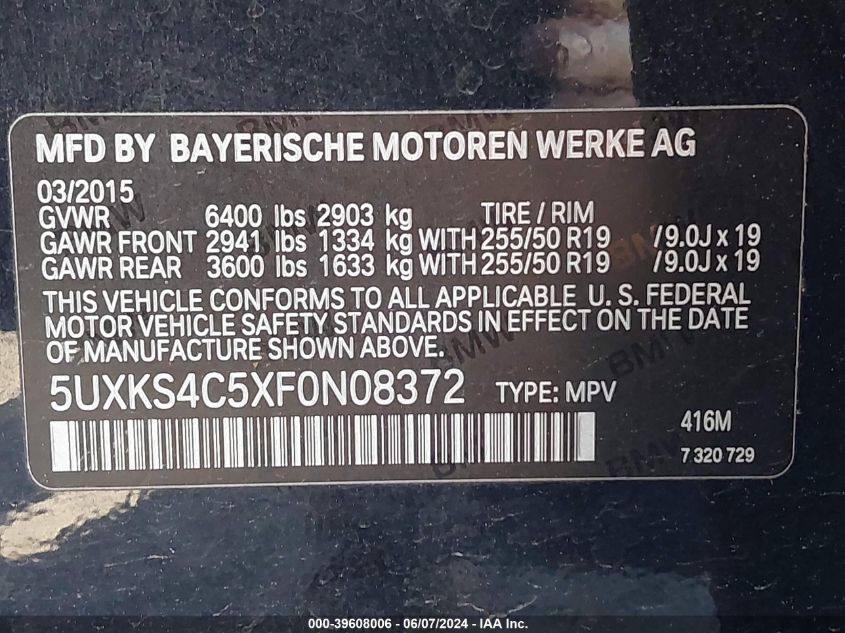 MFD BY BAYERISCHE MOTOREN WERKE AG
03/2015
GVWR 6400 lbs 2903 kg TIRE / RIM
GAWR FRONT 2941 lbs 1334 kg WITH 255/50 R19 /9.0J x 19
GAWR REAR 3600 lbs 1633 kg WITH 255/50 R19 /9.0J x 19
THIS VEHICLE CONFORMS TO ALL APPLICABLE U. S. FEDERAL
MOTOR VEHICLE SAFETY STANDARDS IN EFFECT ON THE DATE
OF MANUFACTURE SHOWN ABOVE.
5UXKS4C5XF0N08372 TYPE: MPV
416M
7 320 729
000-39608006 - 06/07/2024 - IAA Inc.